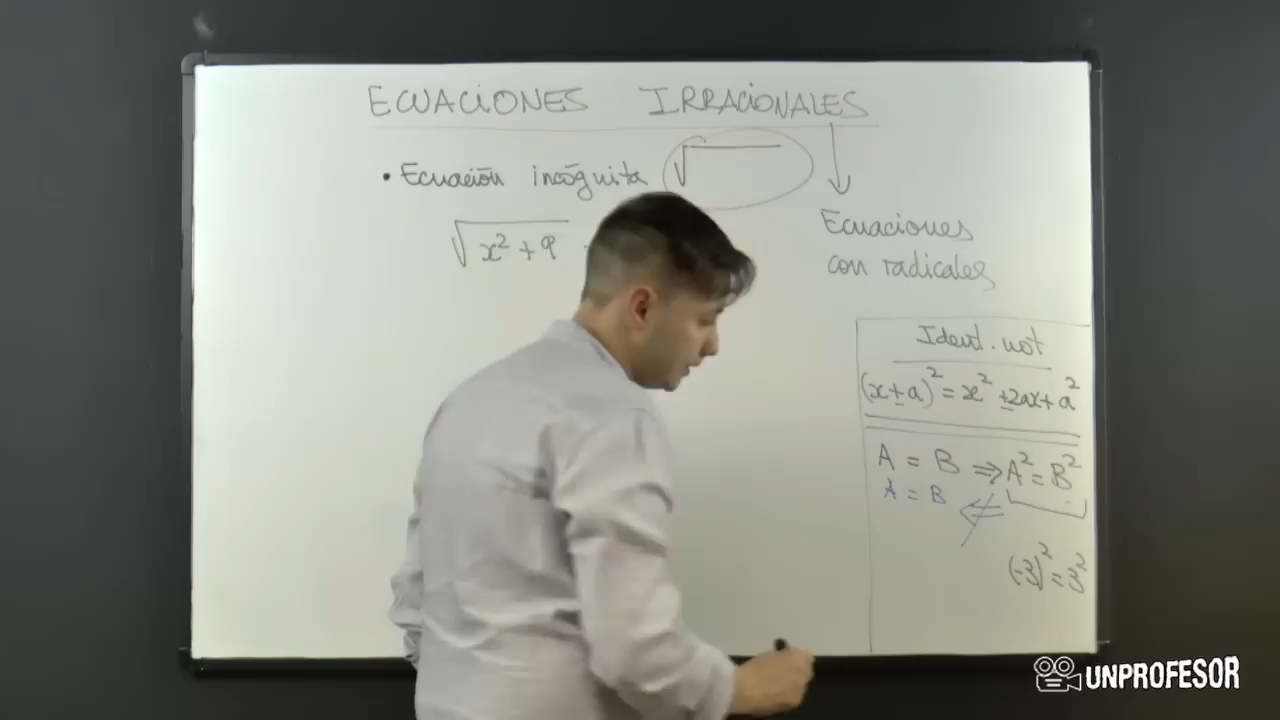 ECUACIONES IRRACIONALES
• Ecuación incógnita √
√x²+9
Ecuaciones
con radicales
Ident. not
(x±a)²=x²±2ax+a²
A = B ⇒ A²=B²
A = B ⇍
(-3)²=3²
UNPROFESOR